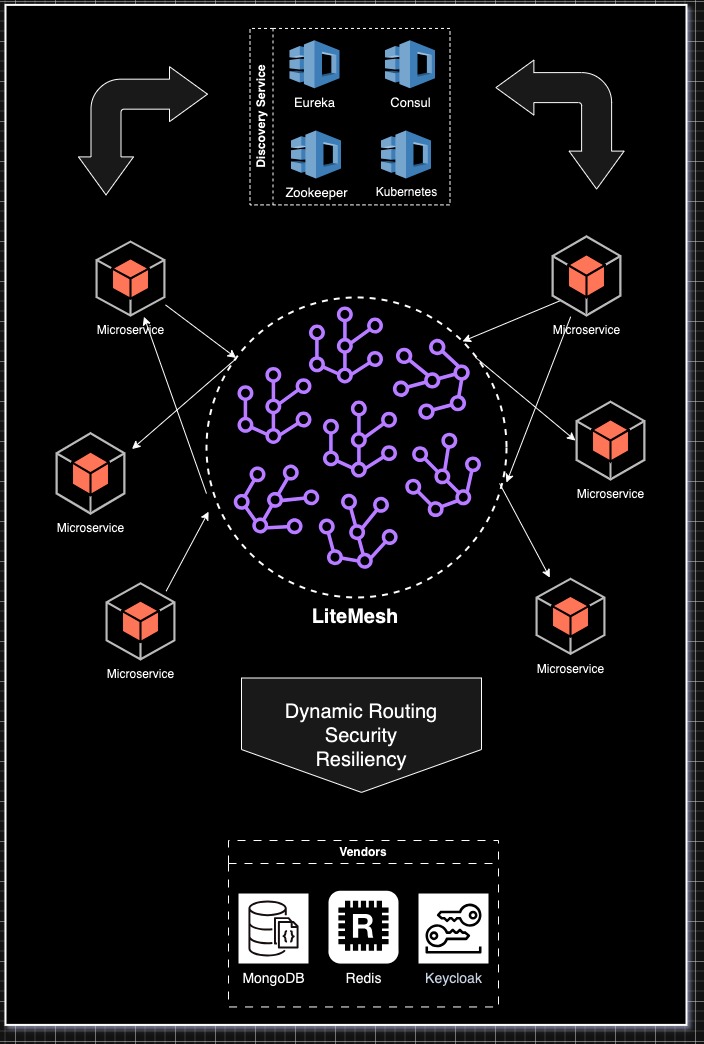 Discovery Service
Eureka
Consul
Zookeeper
Kubernetes
Microservice
Microservice
Microservice
Microservice
Microservice
Microservice
LiteMesh
Dynamic Routing
Security
Resiliency
Vendors
R
MongoDB
Redis
Keycloak